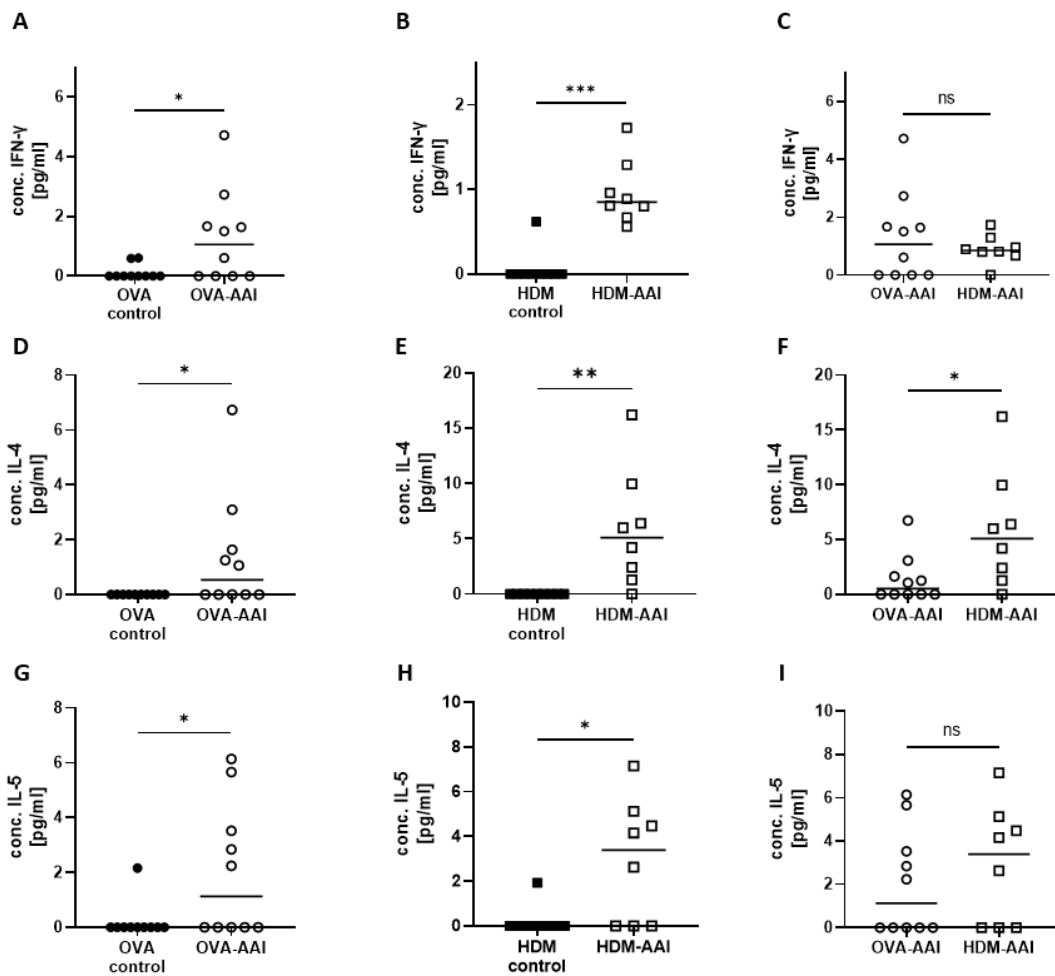 A
conc. IFN-γ
[pg/ml]
6
4
2
0
*
OVA
control
OVA-AAI
B
conc. IFN-γ
[pg/ml]
2
1
0
***
HDM
control
HDM-AAI
C
conc. IFN-γ
[pg/ml]
6
4
2
0
ns
OVA-AAI
HDM-AAI
D
conc. IL-4
[pg/ml]
8
6
4
2
0
*
OVA
control
OVA-AAI
E
conc. IL-4
[pg/ml]
20
15
10
5
0
**
HDM
control
HDM-AAI
F
conc. IL-4
[pg/ml]
20
15
10
5
0
*
OVA-AAI
HDM-AAI
G
conc. IL-5
[pg/ml]
8
6
4
2
0
*
OVA
control
OVA-AAI
H
conc. IL-5
[pg/ml]
10
8
6
4
2
0
*
HDM
control
HDM-AAI
I
conc. IL-5
[pg/ml]
10
8
6
4
2
0
ns
OVA-AAI
HDM-AAI